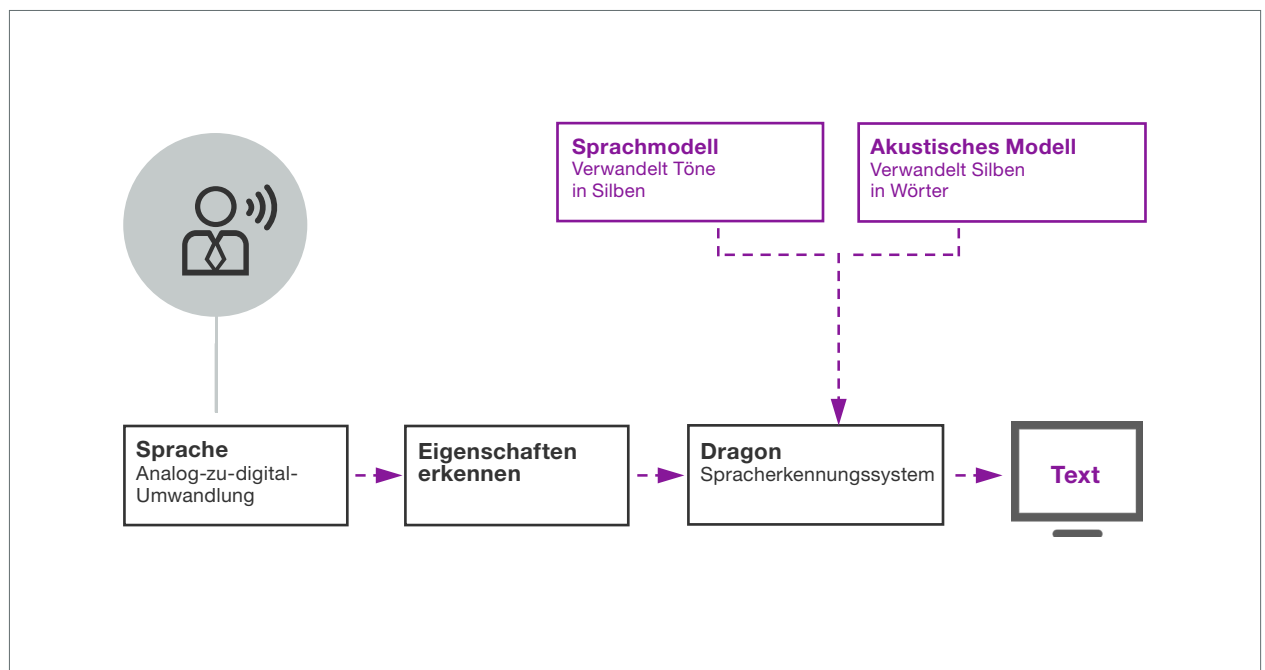 Sprachmodell
Verwandelt Töne
in Silben
Akustisches Modell
Verwandelt Silben
in Wörter
Sprache
Analog-zu-digital-
Umwandlung
Eigenschaften
erkennen
Dragon
Spracherkennungssystem
Text